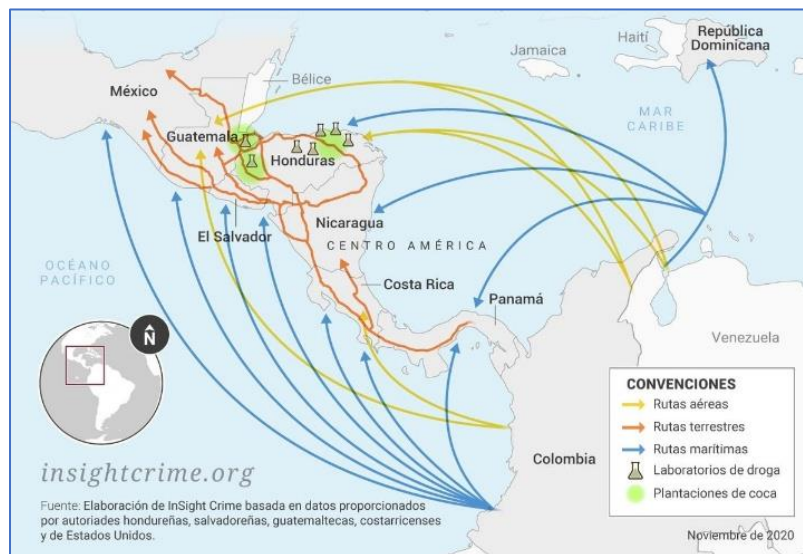 República
Dominicana
Haití
Jamaica
Bélice
México
MAR
CARIBE
Guatemala
Honduras
Nicaragua
El Salvador
CENTRO AMÉRICA
OCÉANO
PACÍFICO
Costa Rica
Panamá
Venezuela
Colombia
N
CONVENCIONES
Rutas aéreas
Rutas terrestres
Rutas marítimas
Laboratorios de droga
Plantaciones de coca
insightcrime.org
Fuente: Elaboración de InSight Crime basada en datos proporcionados
por autoriades hondureñas, salvadoreñas, guatemaltecas, costarricenses
y de Estados Unidos.
Noviembre de 2020